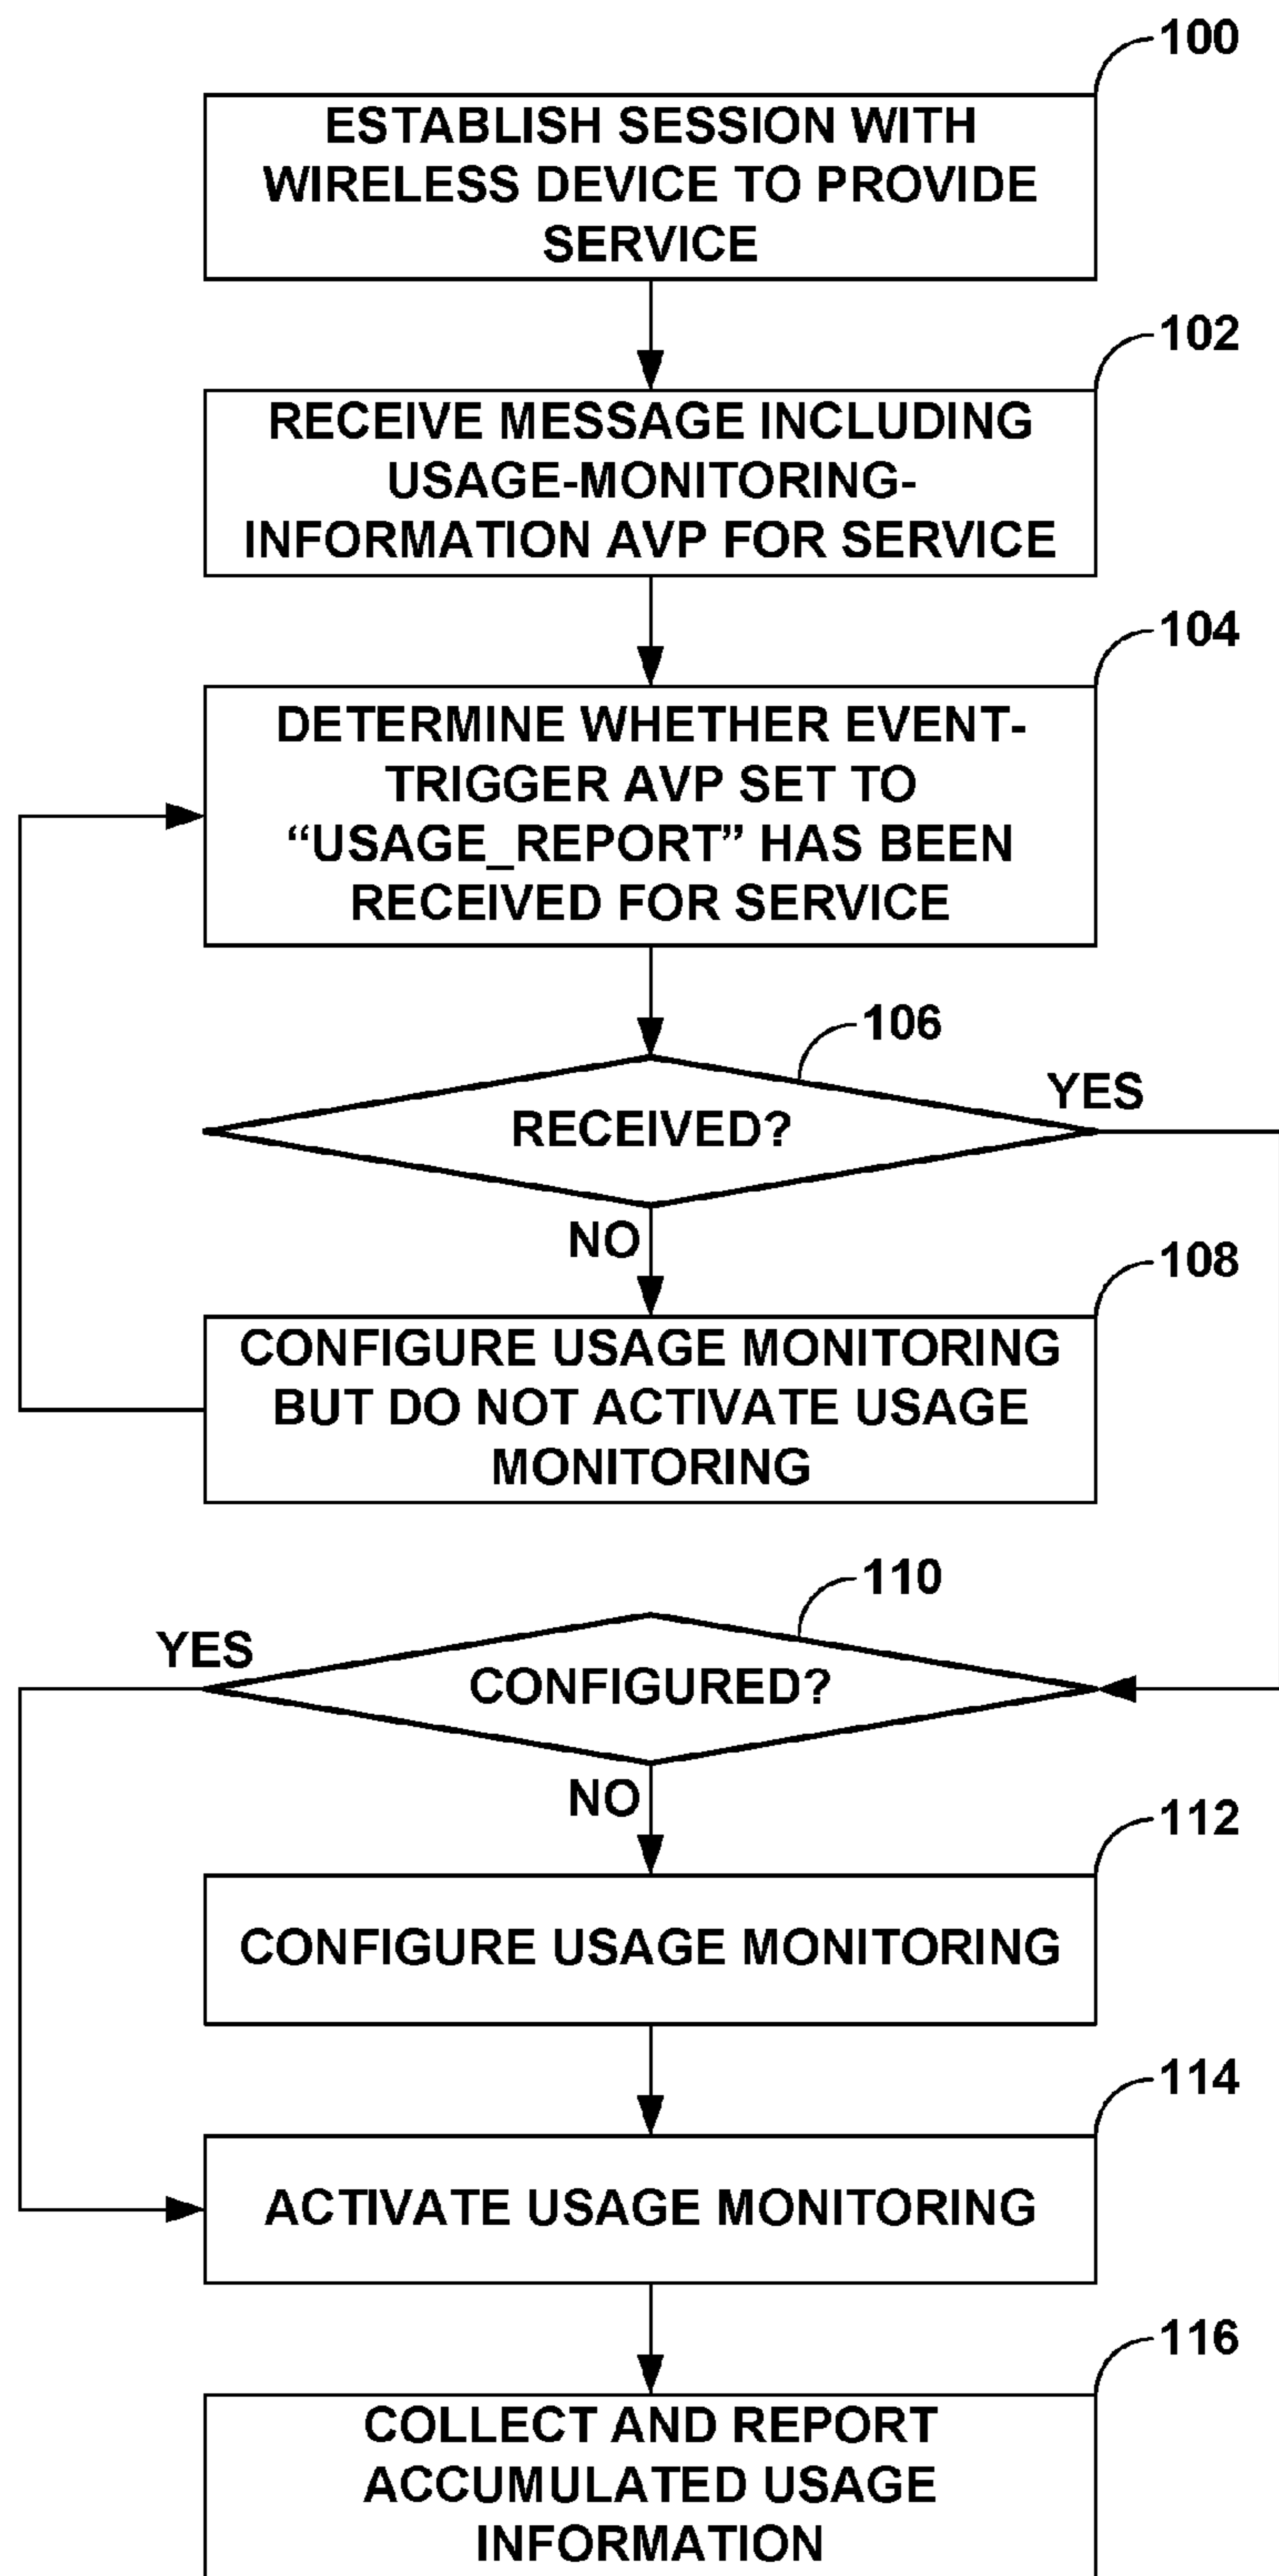 100
ESTABLISH SESSION WITH
WIRELESS DEVICE TO PROVIDE
SERVICE
102
RECEIVE MESSAGE INCLUDING
USAGE-MONITORING-
INFORMATION AVP FOR SERVICE
104
DETERMINE WHETHER EVENT-
TRIGGER AVP SET TO
“USAGE_REPORT” HAS BEEN
RECEIVED FOR SERVICE
106
YES
RECEIVED?
NO
108
CONFIGURE USAGE MONITORING
BUT DO NOT ACTIVATE USAGE
MONITORING
110
YES
CONFIGURED?
NO
112
CONFIGURE USAGE MONITORING
114
ACTIVATE USAGE MONITORING
116
COLLECT AND REPORT
ACCUMULATED USAGE
INFORMATION